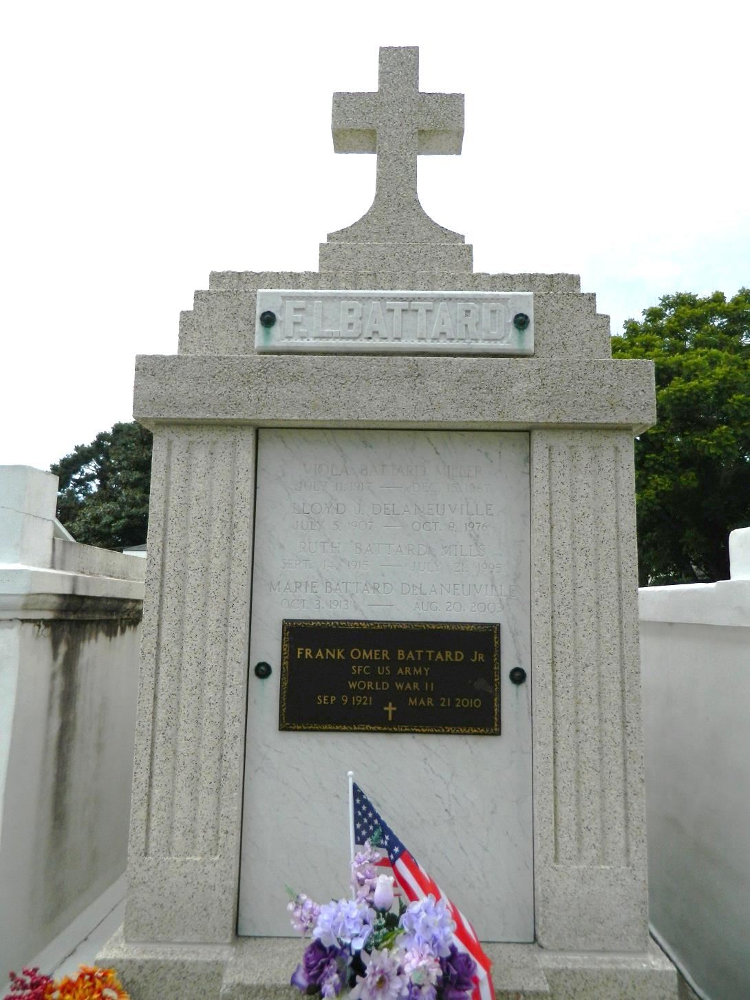 F.L.BATTARD
VIOLA BATTARD MILLER
JULY 11, 1917 — DEC. 15, 1967
LLOYD J. DELANEUVILLE
JULY 5, 1907 — OCT. 9, 1976
RUTH BATTARD MILLS
SEPT. 14, 1915 — JULY 21, 1995
MARIE BATTARD DELANEUVILLE
OCT. 3, 1913 — AUG. 20, 2003
FRANK OMER BATTARD JR
SFC US ARMY
WORLD WAR II
SEP 9 1921 MAR 21 2010